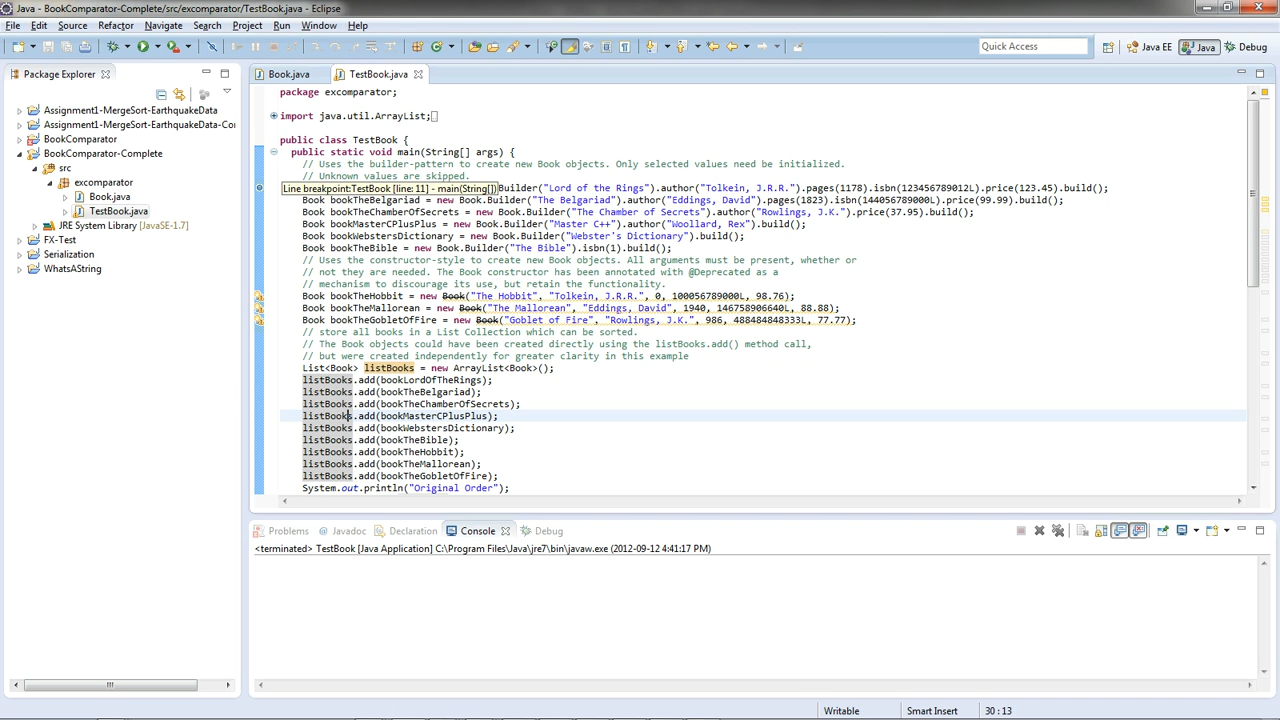 Java - BookComparator-Complete/src/excomparator/TestBook.java - Eclipse
File Edit Source Refactor Navigate Search Project Run Window Help
Quick Access
Java EE
Java
Debug
Package Explorer
Assignment1-MergeSort-EarthquakeData
Assignment1-MergeSort-EarthquakeData-Cor
BookComparator
BookComparator-Complete
src
excomparator
Book.java
TestBook.java
JRE System Library [JavaSE-1.7]
FX-Test
Serialization
WhatsAString
Book.java
TestBook.java
package excomparator;
import java.util.ArrayList;
public class TestBook {
public static void main(String[] args) {
// Uses the builder-pattern to create new Book objects. Only selected values need be initialized.
// Unknown values are skipped.
Line breakpoint:TestBook [line: 11] - main(String[])
Builder("Lord of the Rings").author("Tolkein, J.R.R.").pages(1178).isbn(123456789012L).price(123.45).build();
Book bookTheBelgariad = new Book.Builder("The Belgariad").author("Eddings, David").pages(1823).isbn(144056789000L).price(99.99).build();
Book bookTheChamberOfSecrets = new Book.Builder("The Chamber of Secrets").author("Rowlings, J.K.").price(37.95).build();
Book bookMasterCPlusPlus = new Book.Builder("Master C++").author("Woollard, Rex").build();
Book bookWebstersDictionary = new Book.Builder("Webster's Dictionary").build();
Book bookTheBible = new Book.Builder("The Bible").isbn(1).build();
// Uses the constructor-style to create new Book objects. All arguments must be present, whether or
// not they are needed. The Book constructor has been annotated with @Deprecated as a
// mechanism to discourage its use, but retain the functionality.
Book bookTheHobbit = new Book("The Hobbit", "Tolkein, J.R.R.", 0, 100056789000L, 98.76);
Book bookTheMallorean = new Book("The Mallorean", "Eddings, David", 1940, 146758906640L, 88.88);
Book bookTheGobletOfFire = new Book("Goblet of Fire", "Rowlings, J.K.", 986, 488484848333L, 77.77);
// store all books in a List Collection which can be sorted.
// The Book objects could have been created directly using the listBooks.add() method call,
// but were created independently for greater clarity in this example
List<Book> listBooks = new ArrayList<Book>();
listBooks.add(bookLordOfTheRings);
listBooks.add(bookTheBelgariad);
listBooks.add(bookTheChamberOfSecrets);
listBooks.add(bookMasterCPlusPlus);
listBooks.add(bookWebstersDictionary);
listBooks.add(bookTheBible);
listBooks.add(bookTheHobbit);
listBooks.add(bookTheMallorean);
listBooks.add(bookTheGobletOfFire);
System.out.println("Original Order");
Problems
Javadoc
Declaration
Console
Debug
<terminated> TestBook [Java Application] C:\Program Files\Java\jre7\bin\javaw.exe (2012-09-12 4:41:17 PM)
Writable
Smart Insert
30 : 13